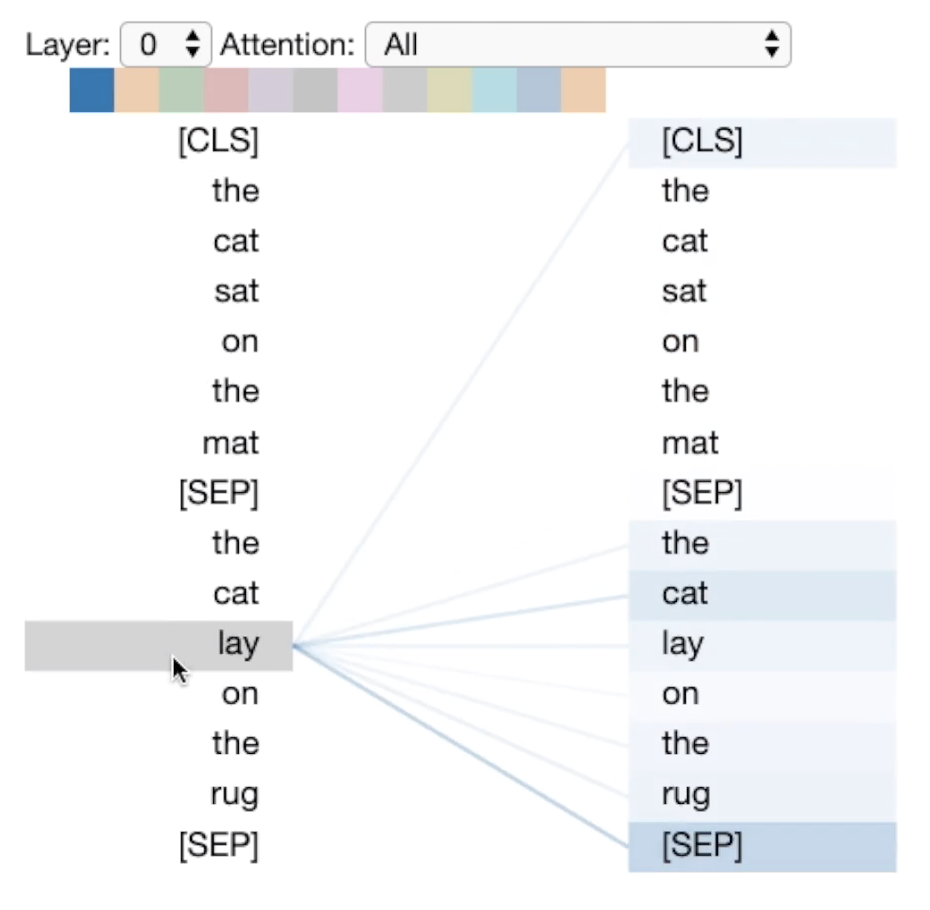 Layer: 0 Attention: All
[CLS] [CLS]
the the
cat cat
sat sat
on on
the the
mat mat
[SEP] [SEP]
the the
cat cat
lay lay
on on
the the
rug rug
[SEP] [SEP]